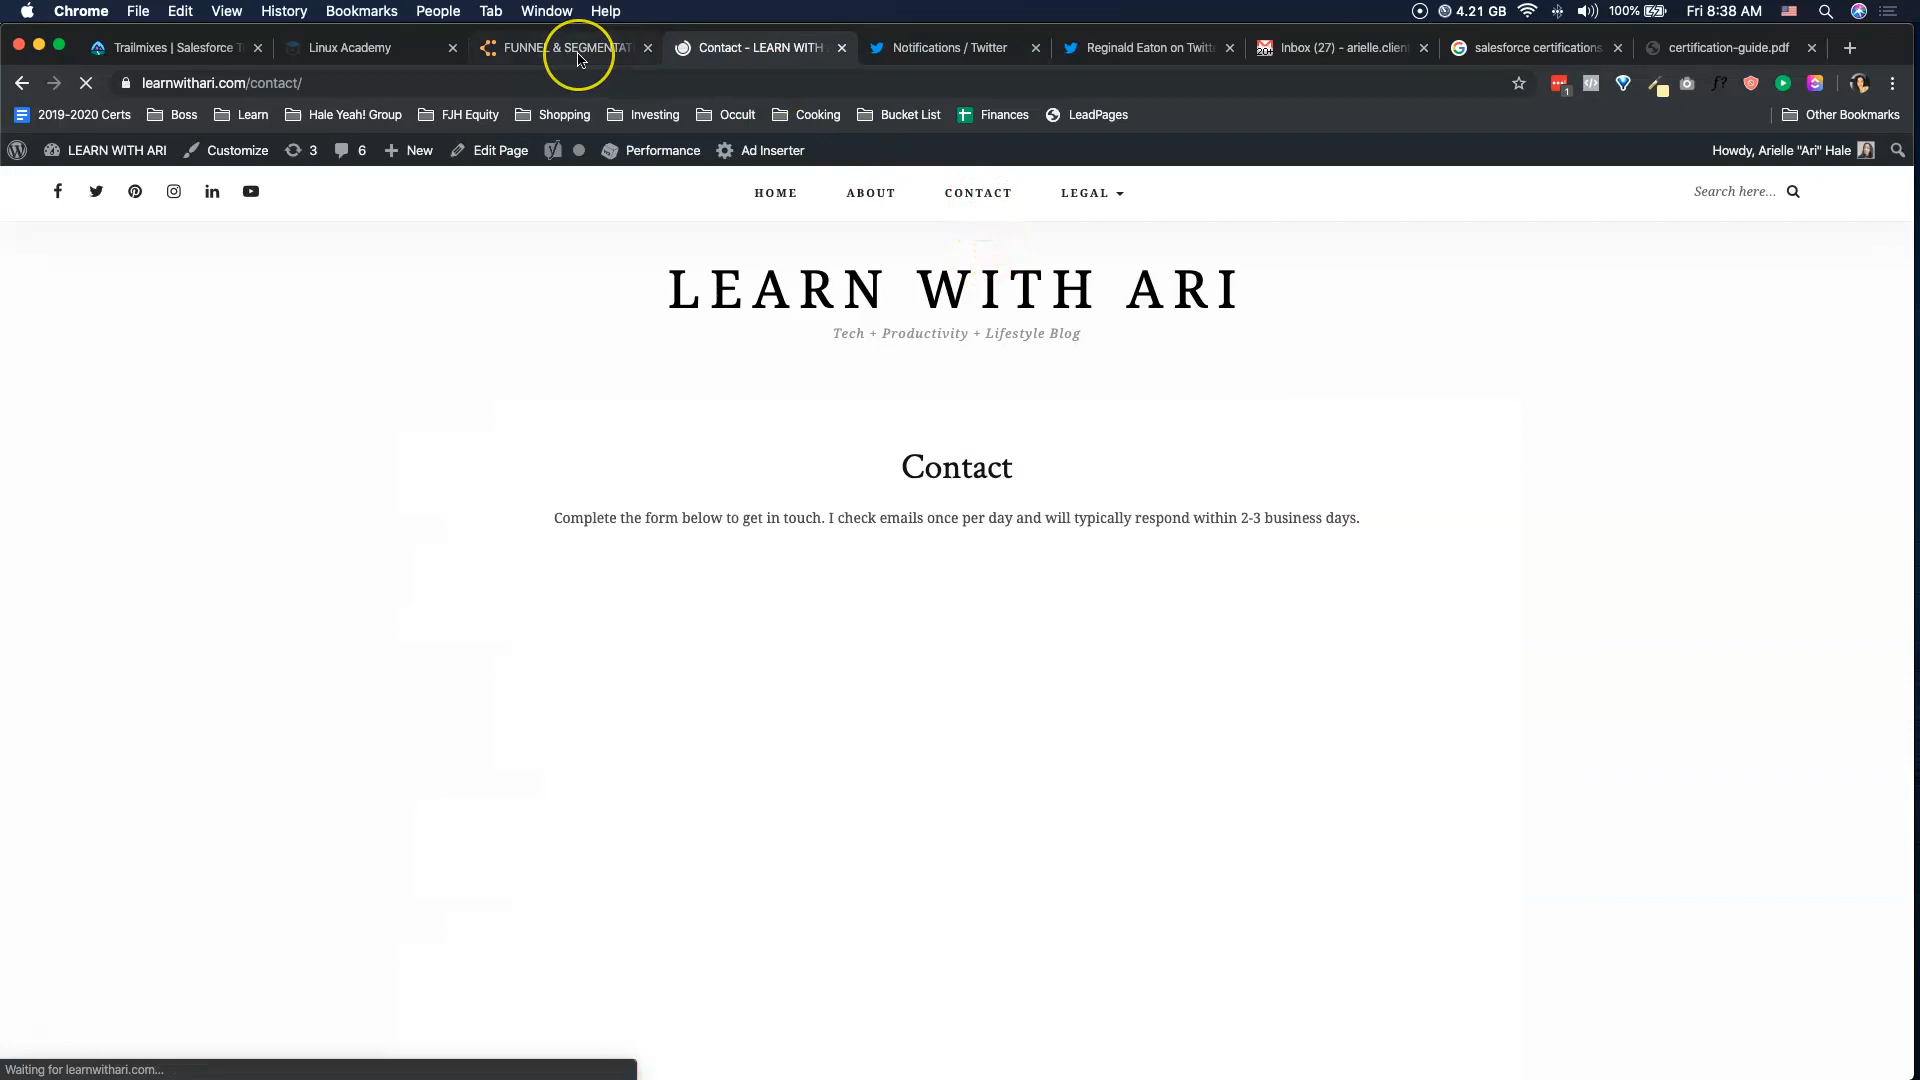 Chrome File Edit View History Bookmarks People Tab Window Help 4.21 GB 100% Fri 8:38 AM
Trailmixes | Salesforce T Linux Academy FUNNEL & SEGMENTAT Contact - LEARN WITH Notifications / Twitter Reginald Eaton on Twitt Inbox (27) - arielle.clien salesforce certifications certification-guide.pdf
learnwithari.com/contact/
2019-2020 Certs Boss Learn Hale Yeah! Group FJH Equity Shopping Investing Occult Cooking Bucket List Finances LeadPages Other Bookmarks
LEARN WITH ARI Customize 3 6 New Edit Page Performance Ad Inserter Howdy, Arielle "Ari" Hale
HOME ABOUT CONTACT LEGAL Search here...
LEARN WITH ARI
Tech + Productivity + Lifestyle Blog
Contact
Complete the form below to get in touch. I check emails once per day and will typically respond within 2-3 business days.
Waiting for learnwithari.com...